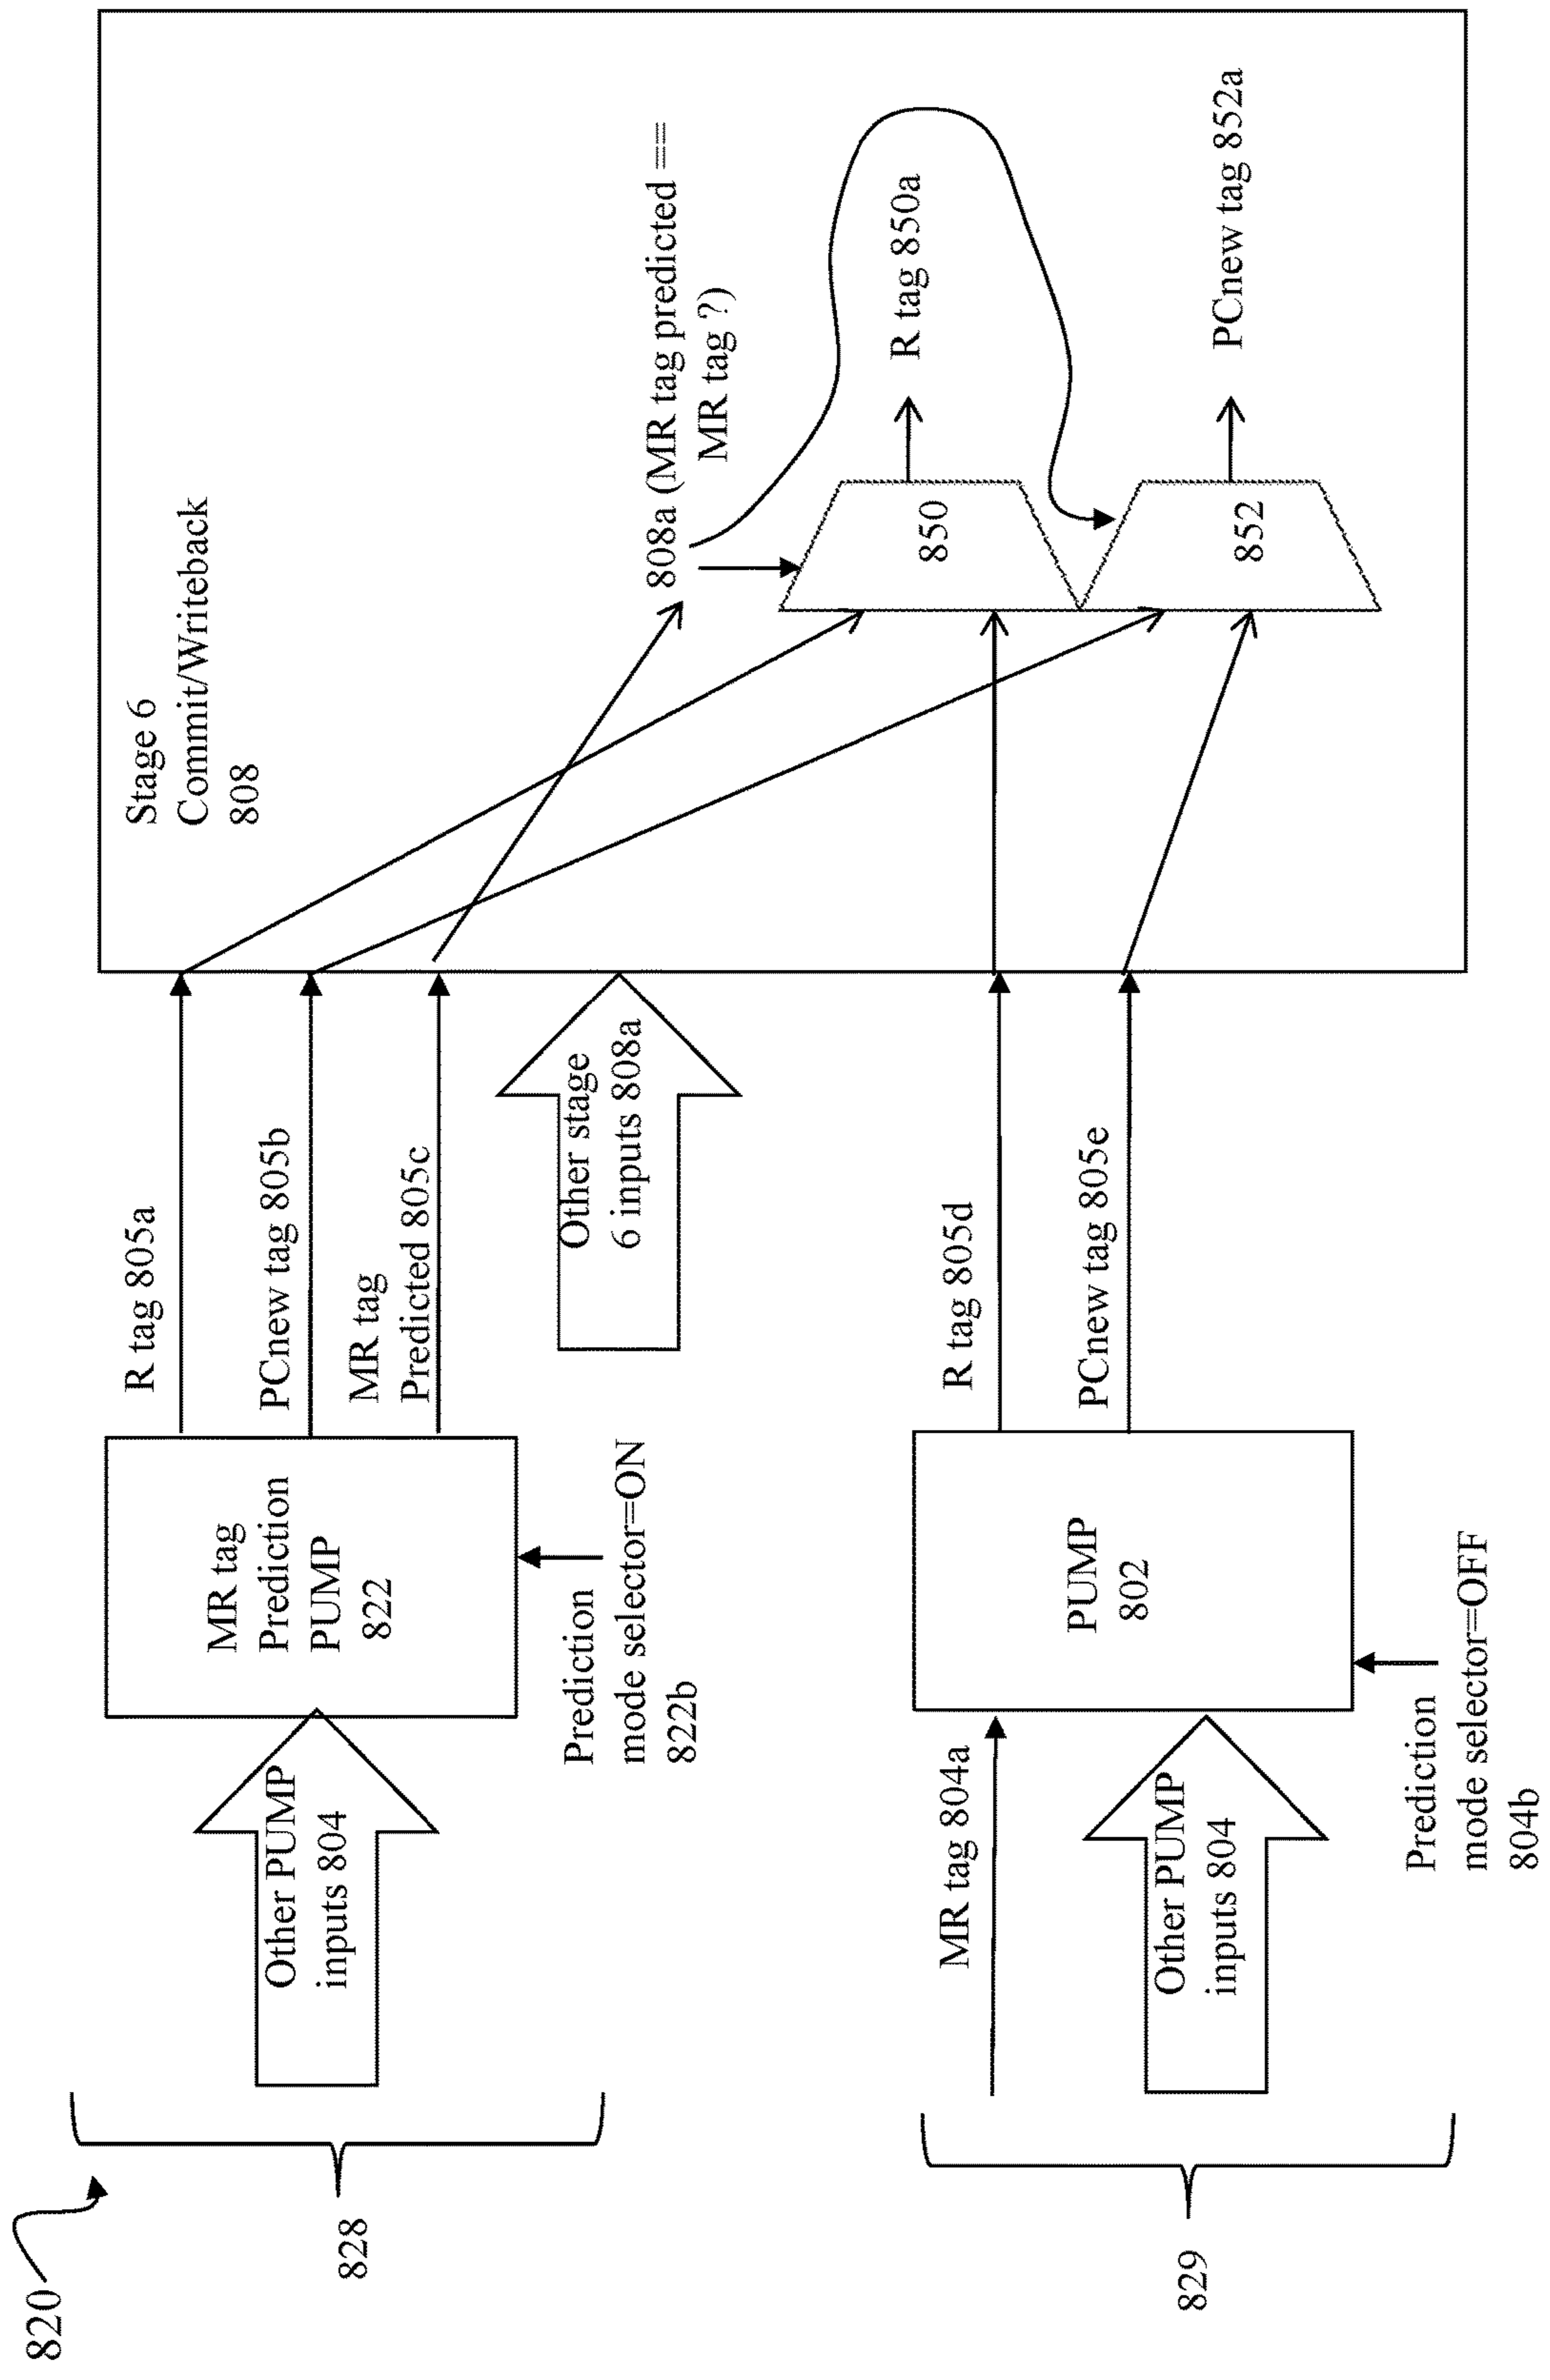 820
828
Other PUMP
inputs 804
MR tag
Prediction
PUMP
822
Prediction
mode selector=ON
822b
R tag 805a
PCnew tag 805b
MR tag
Predicted 805c
Other stage
6 inputs 808a
Stage 6
Commit/Writeback
808
808a (MR tag predicted ==
MR tag ?)
850
R tag 850a
852
PCnew tag 852a
829
MR tag 804a
Other PUMP
inputs 804
PUMP
802
Prediction
mode selector=OFF
804b
R tag 805d
PCnew tag 805e